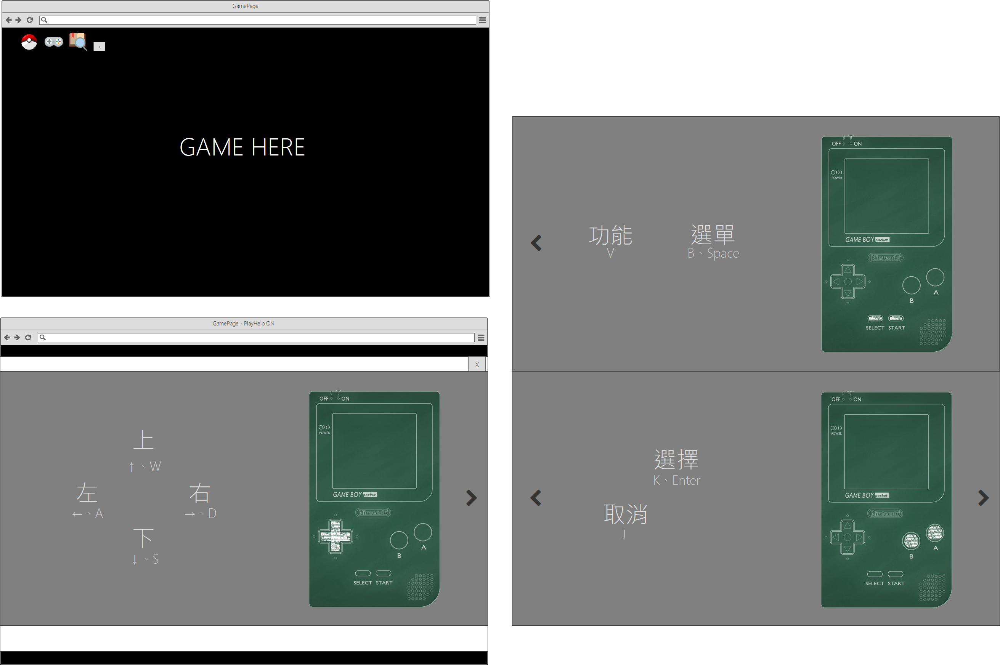 GamePage
<
GAME HERE
GamePage - PlayHelp ON
X
上
↑、W
左
←、A
右
→、D
下
↓、S
OFF ON
POWER
GAME BOY pocket
Nintendo
B
A
SELECT START
功能
V
選單
B、Space
OFF ON
POWER
GAME BOY pocket
Nintendo
B
A
SELECT START
選擇
K、Enter
取消
J
OFF ON
POWER
GAME BOY pocket
Nintendo
B
A
SELECT START